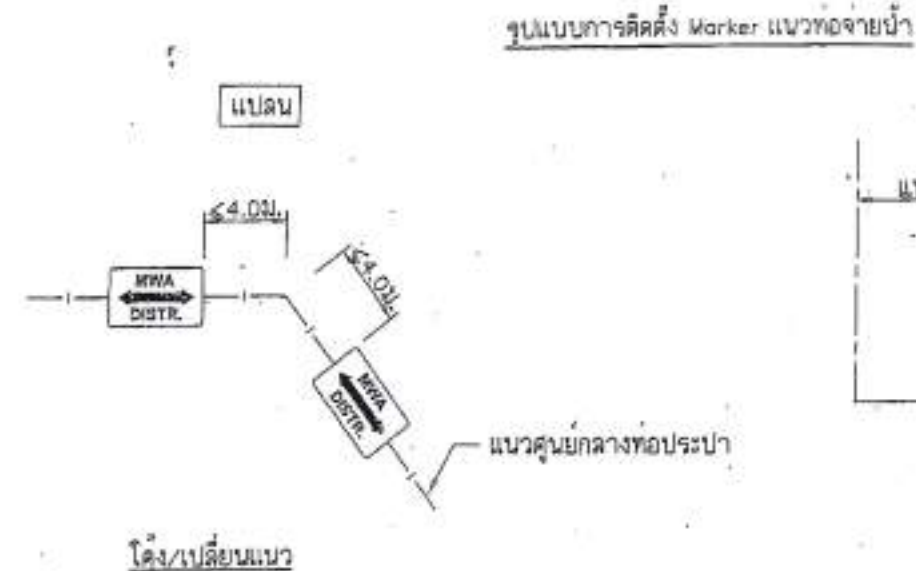 รูปแบบการติดตั้ง Marker แนวท่อจ่ายน้ำ
แปลน
≤4.0ม.
≤4.0ม.
MWA
DISTR.
MWA
DISTR.
แนวศูนย์กลางท่อประปา
โค้ง/เปลี่ยนแนว